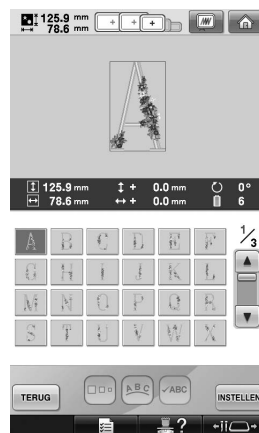 125.9 mm
78.6 mm
A
125.9 mm + 0.0 mm 0°
78.6 mm + 0.0 mm 6
A B C D E F
G H I J K L
M N O P Q R
S T U V W X
1/3
TERUG
ABC
✓ABC
INSTELLEN
?